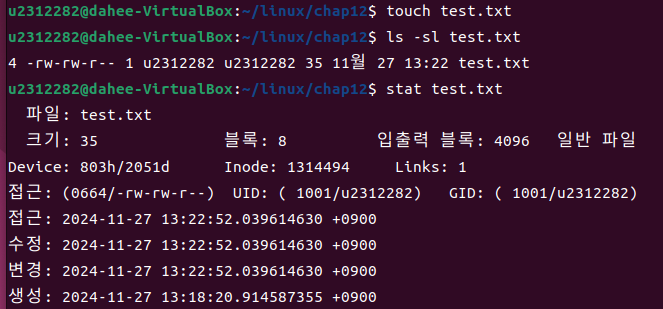 u2312282@dahee-VirtualBox:~/linux/chap12$ touch test.txt
u2312282@dahee-VirtualBox:~/linux/chap12$ ls -sl test.txt
4 -rw-rw-r-- 1 u2312282 u2312282 35 11월 27 13:22 test.txt
u2312282@dahee-VirtualBox:~/linux/chap12$ stat test.txt
  파일: test.txt
  크기: 35        	블록: 8          입출력 블록: 4096   일반 파일
Device: 803h/2051d	Inode: 1314494     Links: 1
접근: (0664/-rw-rw-r--)  UID: ( 1001/u2312282)   GID: ( 1001/u2312282)
접근: 2024-11-27 13:22:52.039614630 +0900
수정: 2024-11-27 13:22:52.039614630 +0900
변경: 2024-11-27 13:22:52.039614630 +0900
생성: 2024-11-27 13:18:20.914587355 +0900